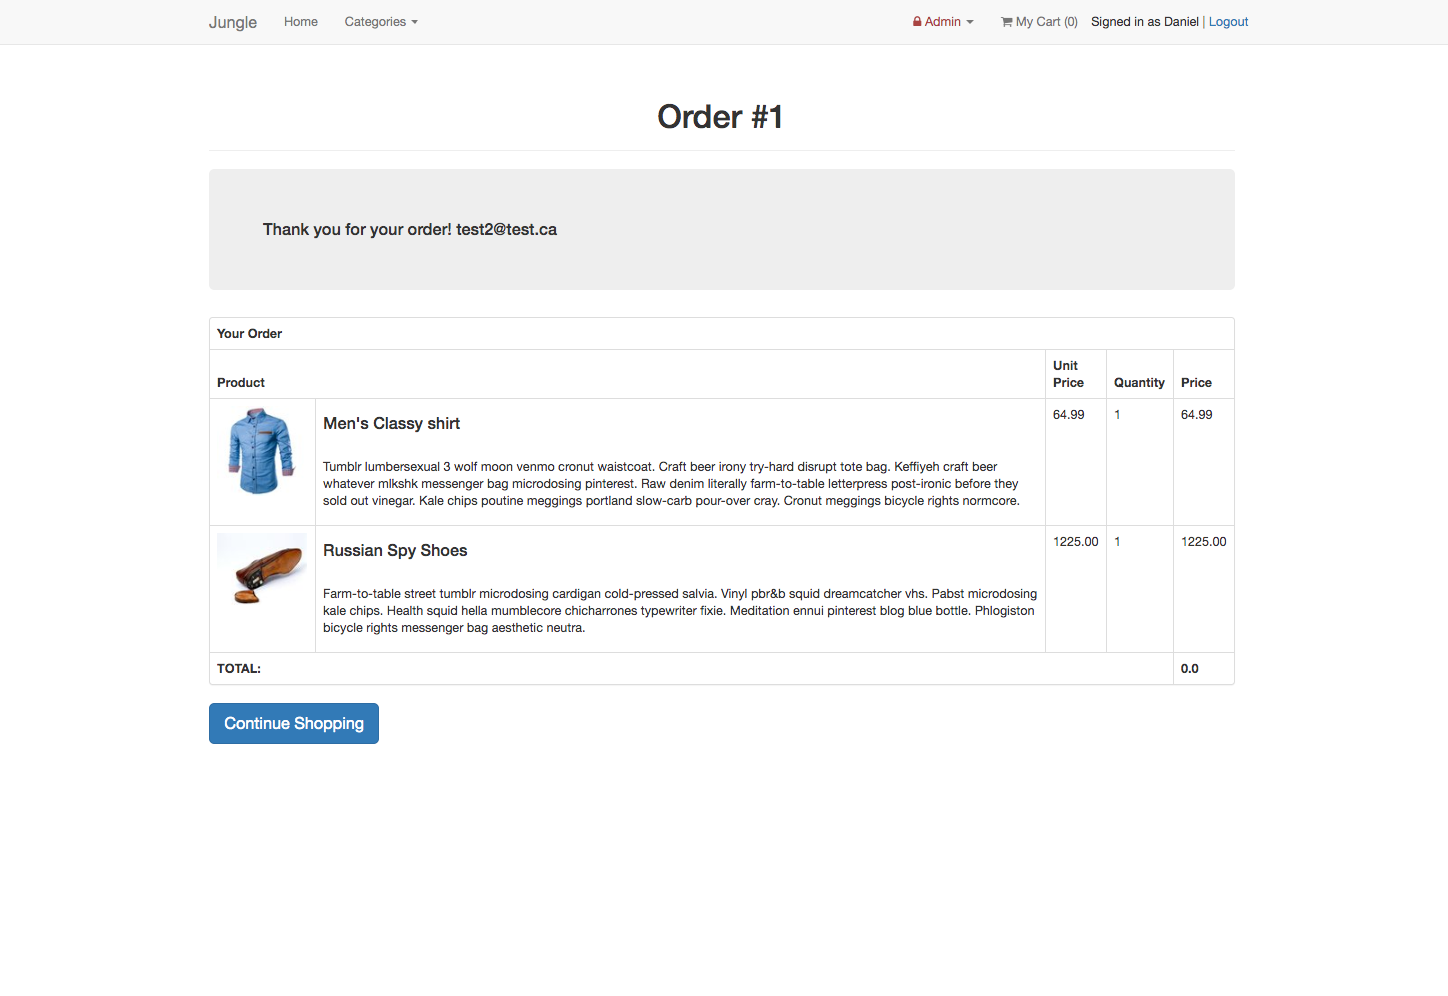 Jungle Home Categories Admin My Cart (0) Signed in as Daniel | Logout
Order #1
Thank you for your order! test2@test.ca
Your Order
Product Unit Price Quantity Price
Men's Classy shirt 64.99 1 64.99
Tumblr lumbersexual 3 wolf moon venmo cronut waistcoat. Craft beer irony try-hard disrupt tote bag. Keffiyeh craft beer
whatever mlkshk messenger bag microdosing pinterest. Raw denim literally farm-to-table letterpress post-ironic before they
sold out vinegar. Kale chips poutine meggings portland slow-carb pour-over cray. Cronut meggings bicycle rights normcore.
Russian Spy Shoes 1225.00 1 1225.00
Farm-to-table street tumblr microdosing cardigan cold-pressed salvia. Vinyl pbr&b squid dreamcatcher vhs. Pabst microdosing
kale chips. Health squid hella mumblecore chicharrones typewriter fixie. Meditation ennui pinterest blog blue bottle. Phlogiston
bicycle rights messenger bag aesthetic neutra.
TOTAL: 0.0
Continue Shopping